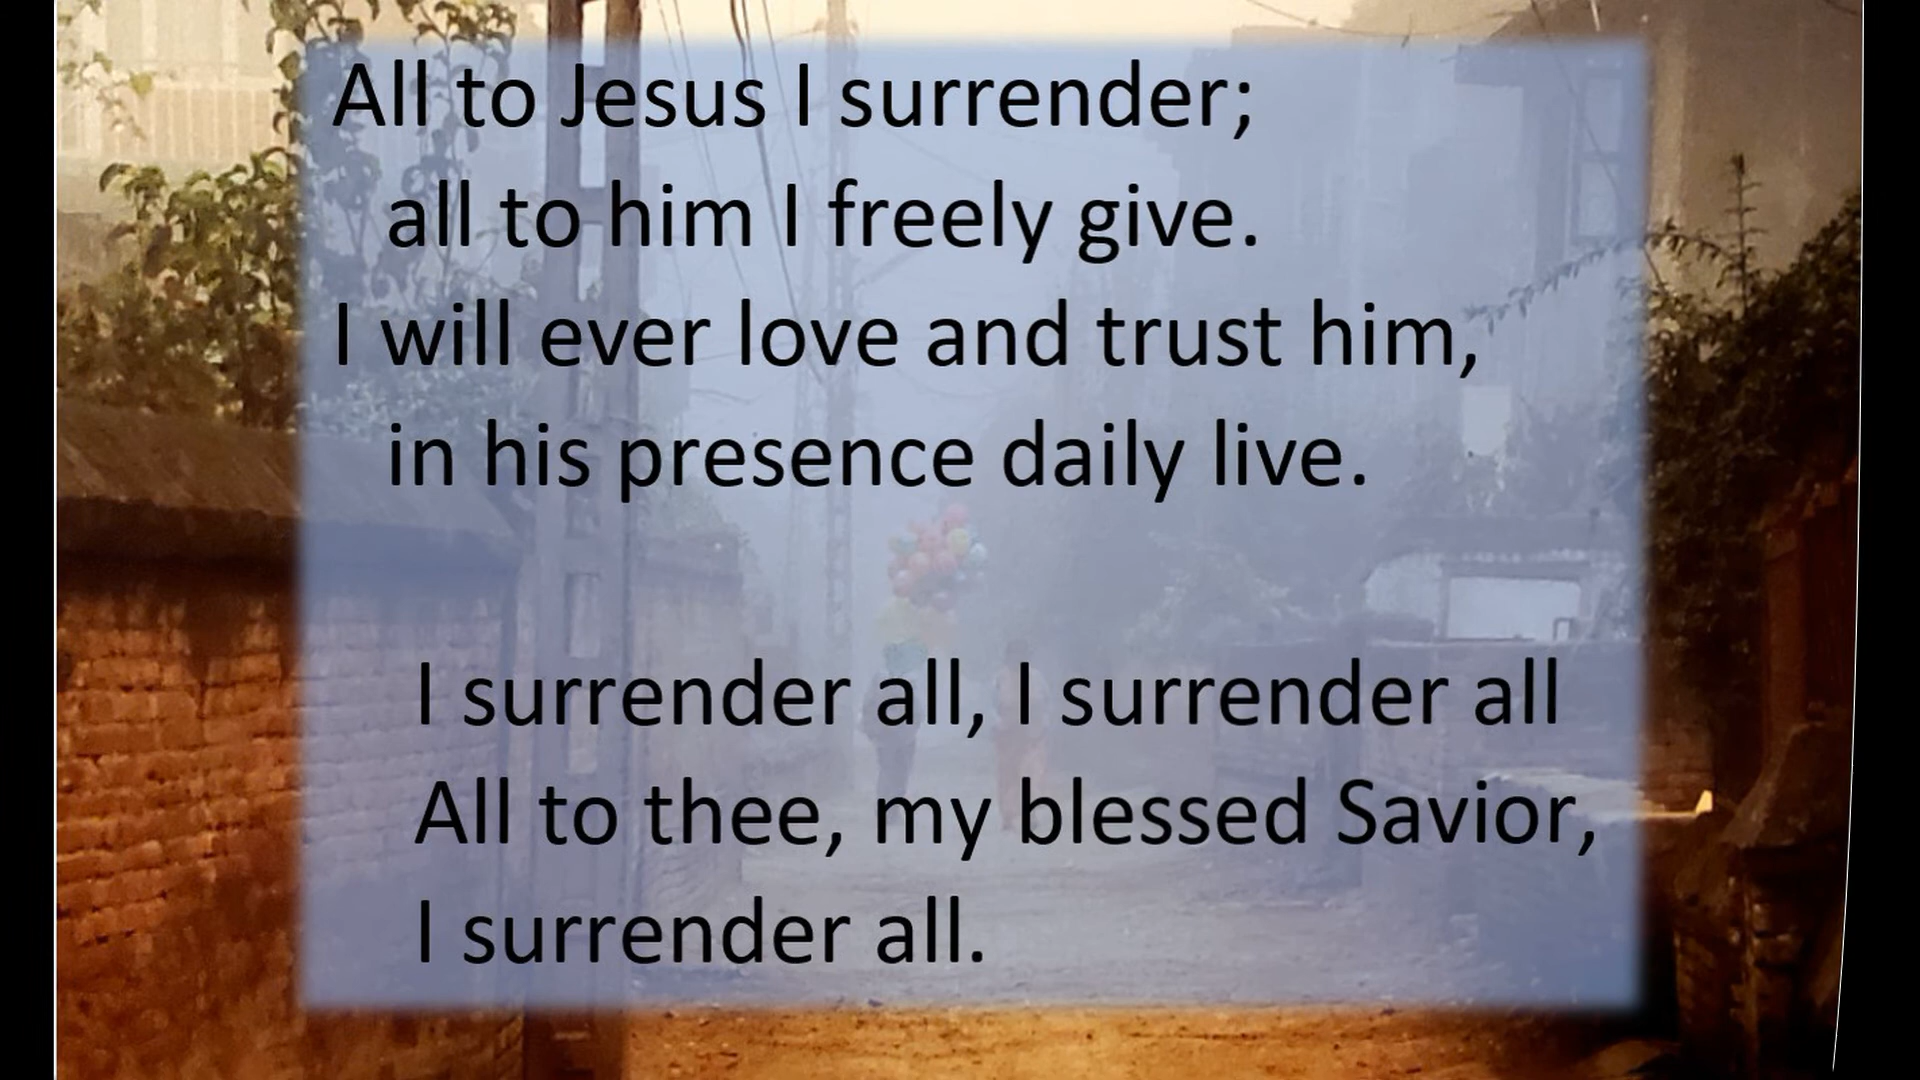 All to Jesus I surrender;
all to him I freely give.
I will ever love and trust him,
in his presence daily live.
I surrender all, I surrender all
All to thee, my blessed Savior,
I surrender all.